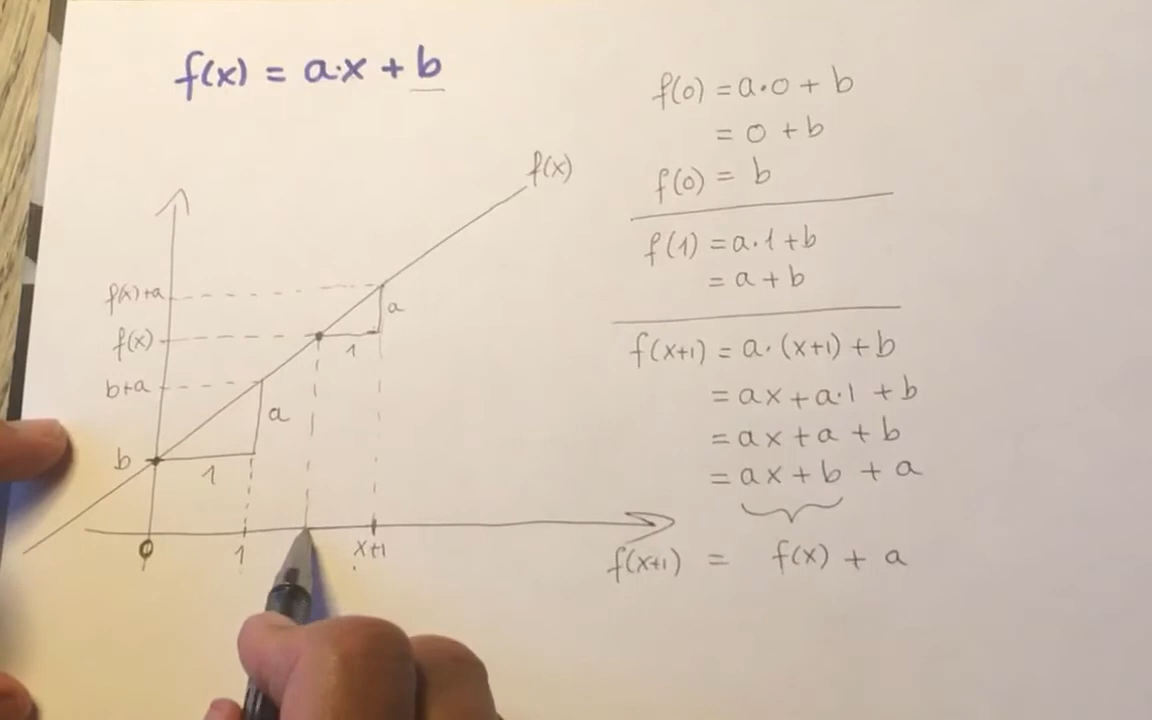 f(x) = a·x + b
f(0) = a·0 + b
= 0 + b
f(0) = b
f(1) = a·1 + b
= a + b
f(x+1) = a·(x+1) + b
= ax + a·1 + b
= ax + a + b
= ax + b + a
f(x+1) = f(x) + a
f(x)
f(x)+a
a
f(x)
1
b+a
a
b
1
0
1
x+1